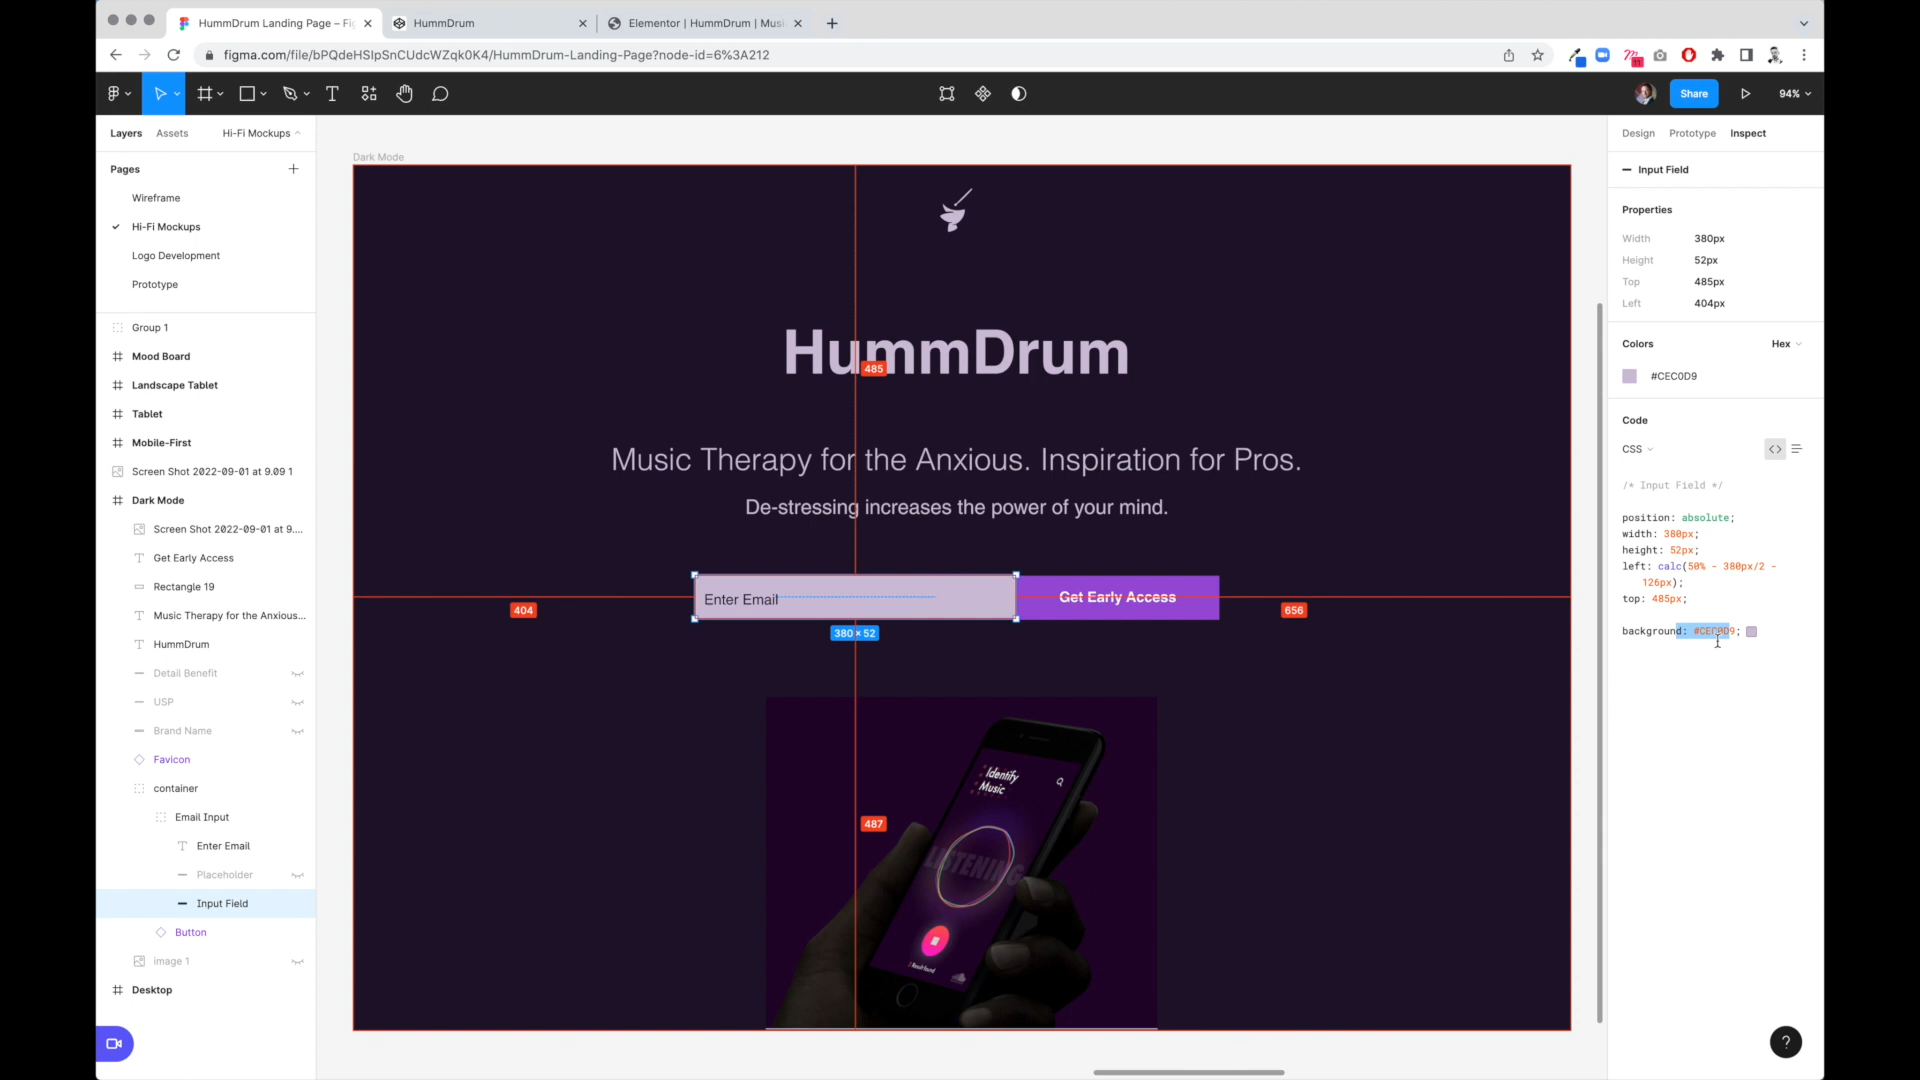 HummDrum Landing Page – Fig
HummDrum
Elementor | HummDrum | Musi
figma.com/file/bPQdeHSIpSnCUdcWZqk0K4/HummDrum-Landing-Page?node-id=6%3A212
11
Share
94%
Layers
Assets
Hi-Fi Mockups
Pages
Wireframe
Hi-Fi Mockups
Logo Development
Prototype
Group 1
Mood Board
Landscape Tablet
Tablet
Mobile-First
Screen Shot 2022-09-01 at 9.09 1
Dark Mode
Screen Shot 2022-09-01 at 9....
Get Early Access
Rectangle 19
Music Therapy for the Anxious...
HummDrum
Detail Benefit
USP
Brand Name
Favicon
container
Email Input
Enter Email
Placeholder
Input Field
Button
image 1
Desktop
Dark Mode
HummDrum
485
Music Therapy for the Anxious. Inspiration for Pros.
De-stressing increases the power of your mind.
Enter Email
Get Early Access
404
656
380 × 52
Identify
Music
LISTENING
487
Design
Prototype
Inspect
Input Field
Properties
Width 380px
Height 52px
Top 485px
Left 404px
Colors
Hex
#CEC0D9
Code
CSS
/* Input Field */
position: absolute;
width: 380px;
height: 52px;
left: calc(50% - 380px/2 -
126px);
top: 485px;
background: #CEC0D9;
?